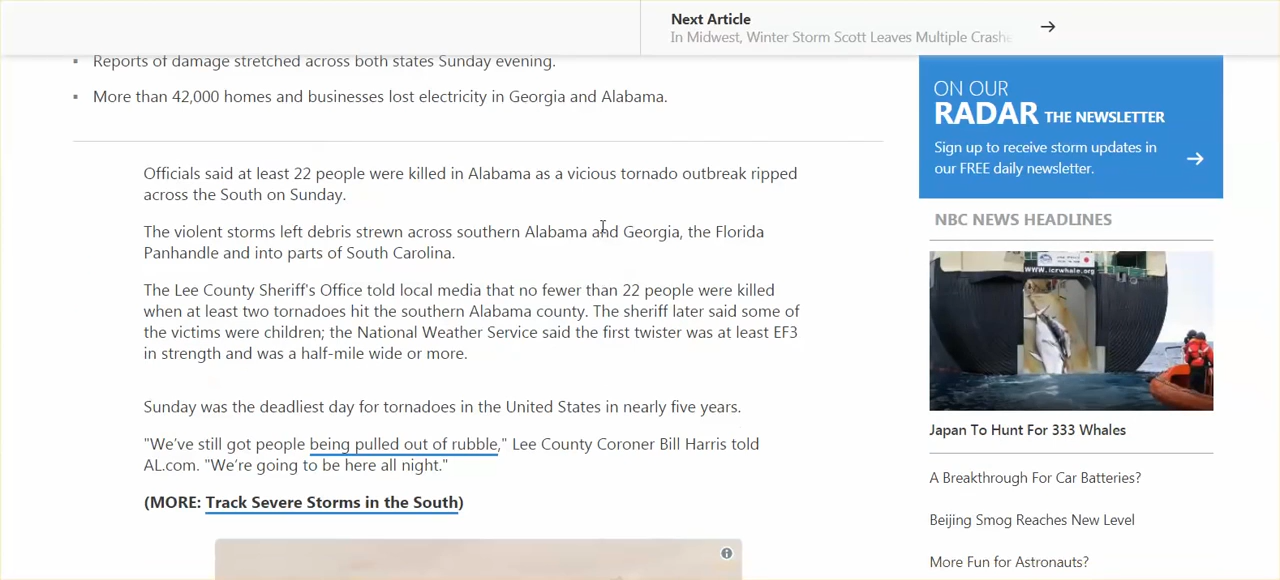 Next Article
In Midwest, Winter Storm Scott Leaves Multiple Crashe
Reports of damage stretched across both states Sunday evening.
More than 42,000 homes and businesses lost electricity in Georgia and Alabama.
Officials said at least 22 people were killed in Alabama as a vicious tornado outbreak ripped
across the South on Sunday.
The violent storms left debris strewn across southern Alabama and Georgia, the Florida
Panhandle and into parts of South Carolina.
The Lee County Sheriff's Office told local media that no fewer than 22 people were killed
when at least two tornadoes hit the southern Alabama county. The sheriff later said some of
the victims were children; the National Weather Service said the first twister was at least EF3
in strength and was a half-mile wide or more.
Sunday was the deadliest day for tornadoes in the United States in nearly five years.
"We've still got people being pulled out of rubble," Lee County Coroner Bill Harris told
AL.com. "We're going to be here all night."
(MORE: Track Severe Storms in the South)
ON OUR
RADAR THE NEWSLETTER
Sign up to receive storm updates in
our FREE daily newsletter.
NBC NEWS HEADLINES
www.icrwhale.org
Japan To Hunt For 333 Whales
A Breakthrough For Car Batteries?
Beijing Smog Reaches New Level
More Fun for Astronauts?